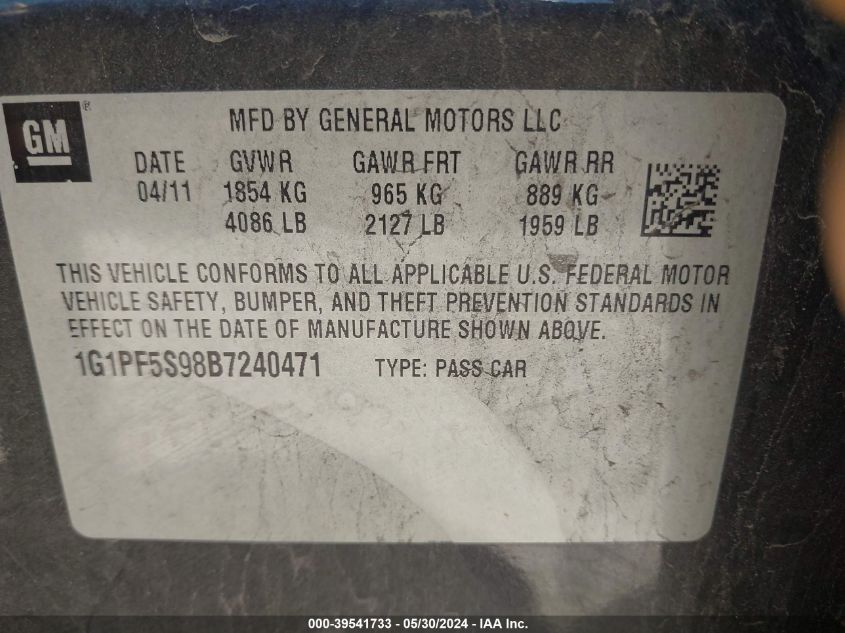 GM ®
MFD BY GENERAL MOTORS LLC
DATE GVWR GAWR FRT GAWR RR
04/11 1854 KG 965 KG 889 KG
4086 LB 2127 LB 1959 LB
THIS VEHICLE CONFORMS TO ALL APPLICABLE U.S. FEDERAL MOTOR
VEHICLE SAFETY, BUMPER, AND THEFT PREVENTION STANDARDS IN
EFFECT ON THE DATE OF MANUFACTURE SHOWN ABOVE.
1G1PF5S98B7240471 TYPE: PASS CAR
000-39541733 - 05/30/2024 - IAA Inc.